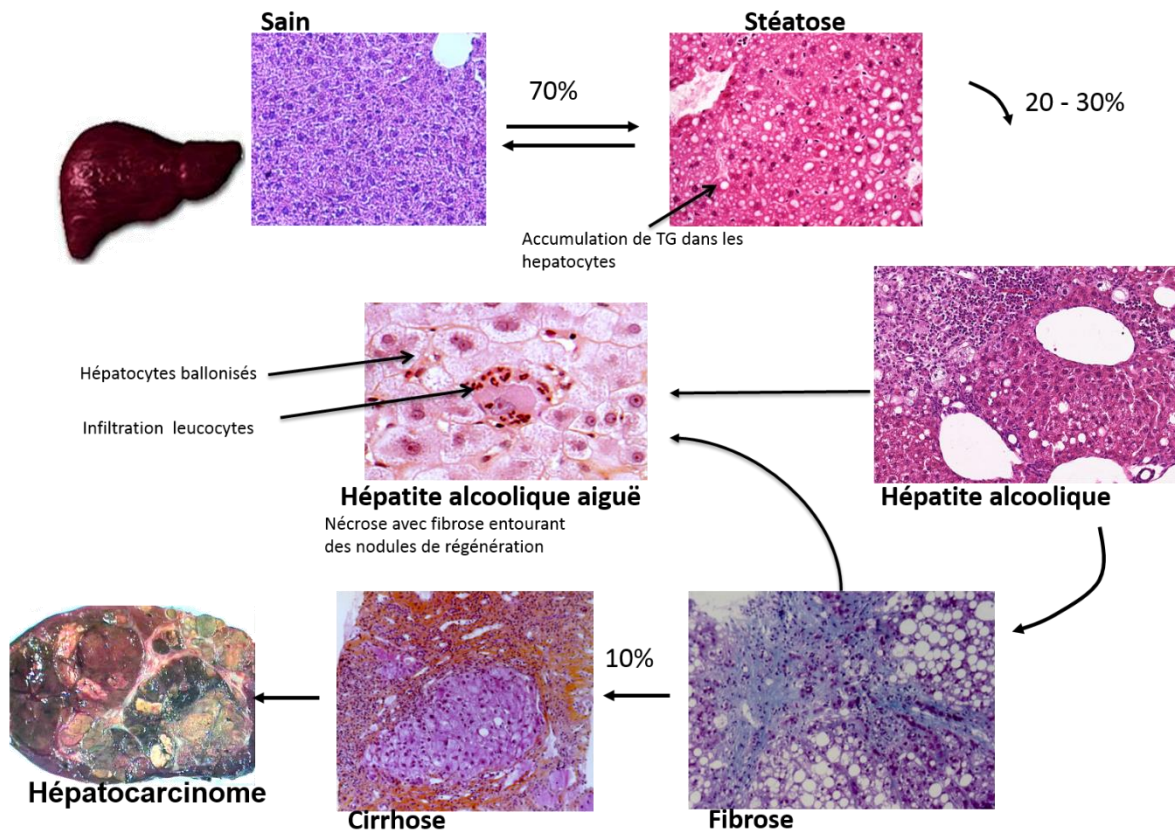 Sain
Stéatose
70%
20 - 30%
Accumulation de TG dans les
hepatocytes
Hépatocytes ballonisés
Infiltration leucocytes
Hépatite alcoolique aiguë
Hépatite alcoolique
Nécrose avec fibrose entourant
des nodules de régénération
10%
Hépatocarcinome
Cirrhose
Fibrose